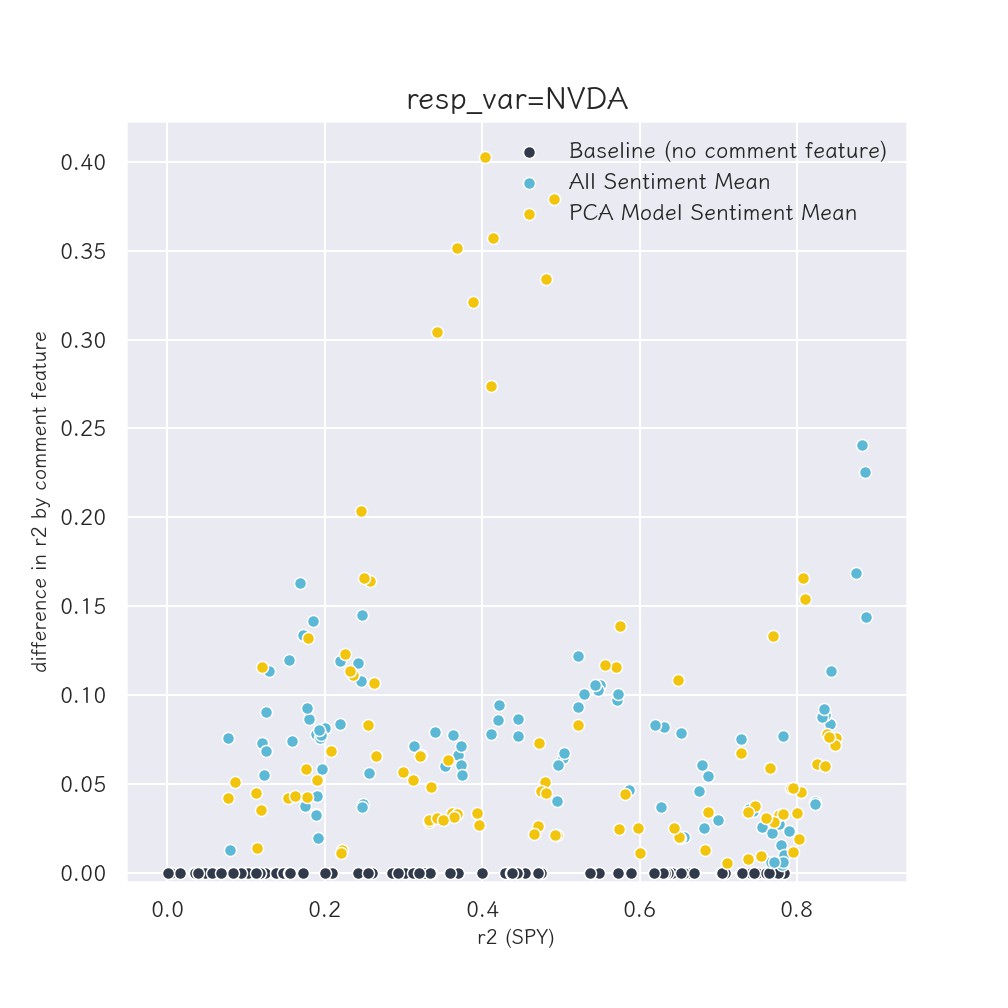 resp_var=NVDA
Baseline (no comment feature)
All Sentiment Mean
PCA Model Sentiment Mean
0.40
0.35
0.30
0.25
0.20
0.15
0.10
0.05
0.00
difference in r2 by comment feature
0.0 0.2 0.4 0.6 0.8
r2 (SPY)